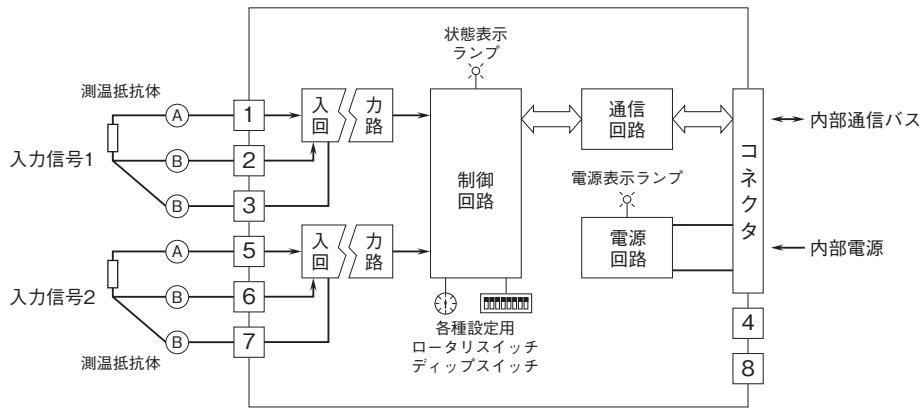 状態表示
ランプ
測温抵抗体
入力信号1
A
B
B
1
2
3
入 力
回 路
制御
回路
通信
回路
コネクタ
内部通信バス
電源表示ランプ
電源
回路
内部電源
入力信号2
A
B
B
測温抵抗体
5
6
7
入 力
回 路
各種設定用
ロータリスイッチ
ディップスイッチ
4
8